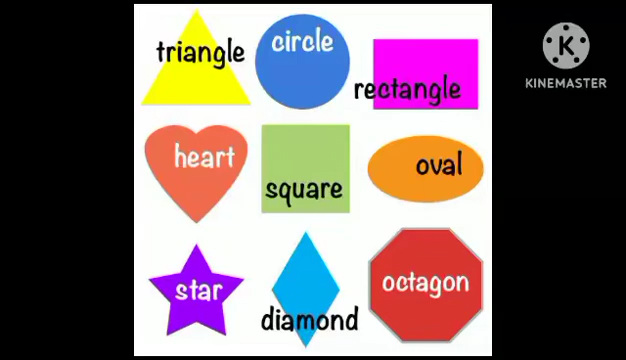 triangle
circle
rectangle
K
KINEMASTER
heart
square
oval
star
diamond
octagon